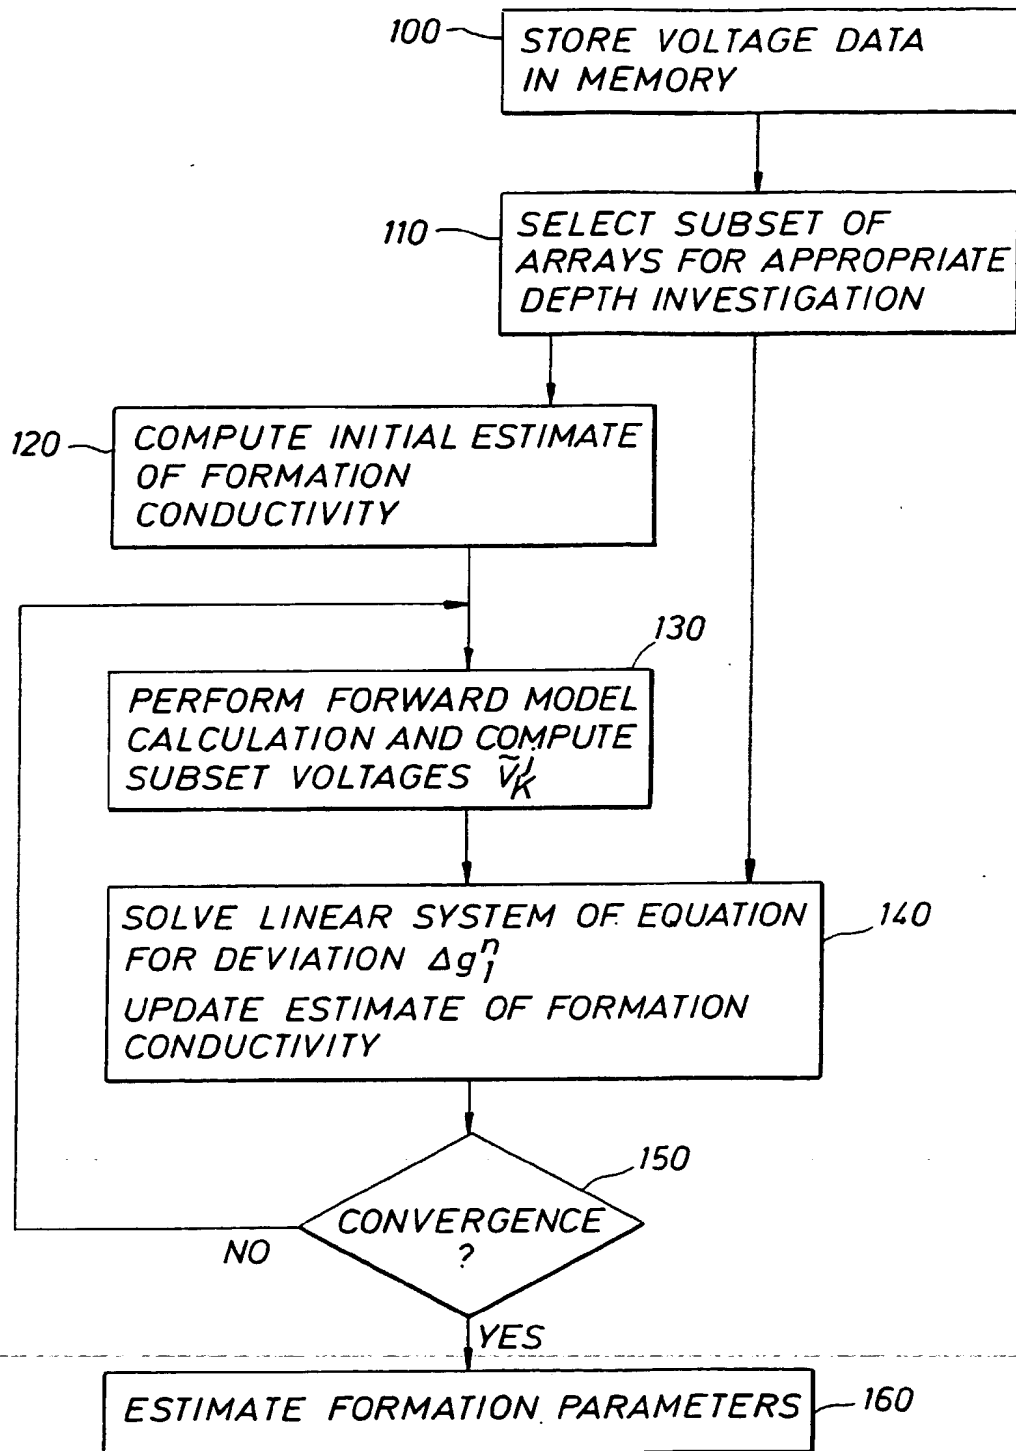 100
STORE VOLTAGE DATA
IN MEMORY
110
SELECT SUBSET OF
ARRAYS FOR APPROPRIATE
DEPTH INVESTIGATION
120
COMPUTE INITIAL ESTIMATE
OF FORMATION
CONDUCTIVITY
130
PERFORM FORWARD MODEL
CALCULATION AND COMPUTE
SUBSET VOLTAGES Ṽ_K^j
SOLVE LINEAR SYSTEM OF EQUATION
FOR DEVIATION Δg_1^n
UPDATE ESTIMATE OF FORMATION
CONDUCTIVITY
140
150
CONVERGENCE
?
NO
YES
ESTIMATE FORMATION PARAMETERS
160